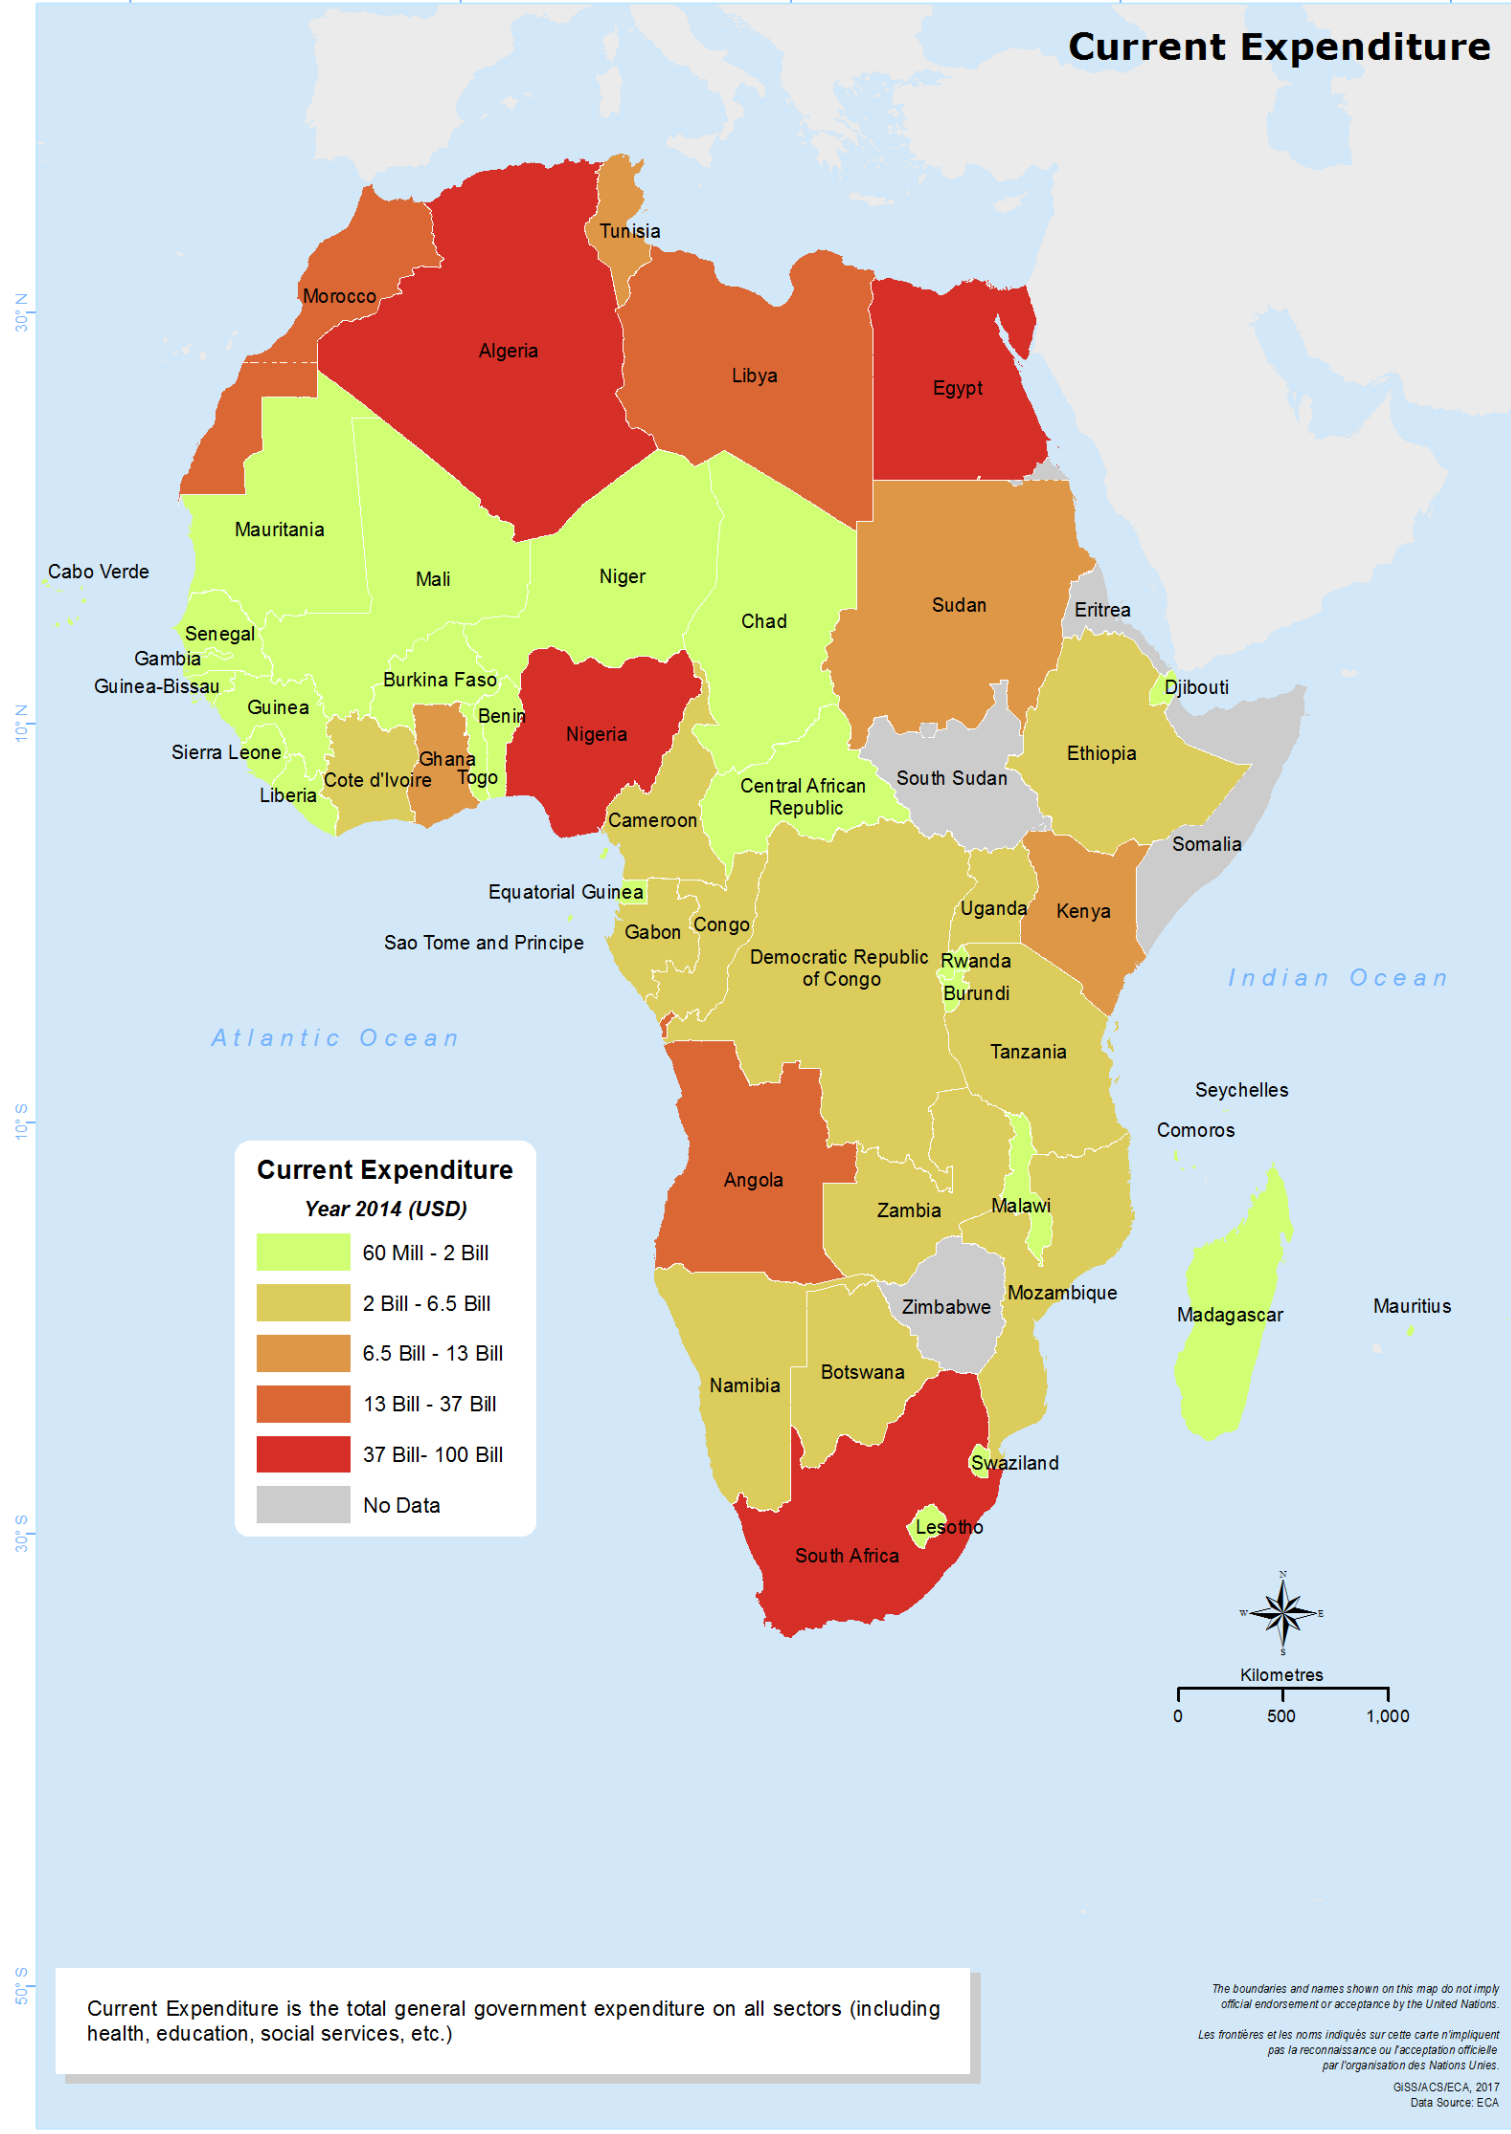 Current Expenditure
30° N
10° N
10° S
30° S
50° S
Tunisia
Morocco
Algeria
Libya
Egypt
Mauritania
Cabo Verde
Mali
Niger
Chad
Sudan
Eritrea
Senegal
Gambia
Guinea-Bissau
Burkina Faso
Djibouti
Guinea
Benin
Nigeria
Sierra Leone
Ghana
Ethiopia
Cote d'Ivoire
Togo
South Sudan
Liberia
Central African
Republic
Cameroon
Somalia
Equatorial Guinea
Uganda
Kenya
Gabon
Congo
Sao Tome and Principe
Democratic Republic
of Congo
Rwanda
Burundi
Indian Ocean
Atlantic Ocean
Tanzania
Seychelles
Comoros
Angola
Zambia
Malawi
Mozambique
Zimbabwe
Madagascar
Mauritius
Namibia
Botswana
Swaziland
Lesotho
South Africa
Current Expenditure
Year 2014 (USD)
60 Mill - 2 Bill
2 Bill - 6.5 Bill
6.5 Bill - 13 Bill
13 Bill - 37 Bill
37 Bill- 100 Bill
No Data
N
W E
S
Kilometres
0 500 1,000
Current Expenditure is the total general government expenditure on all sectors (including
health, education, social services, etc.)
The boundaries and names shown on this map do not imply
official endorsement or acceptance by the United Nations.
Les frontières et les noms indiqués sur cette carte n'impliquent
pas la reconnaissance ou l'acceptation officielle
par l'organisation des Nations Unies.
GiSS/ACS/ECA, 2017
Data Source: ECA